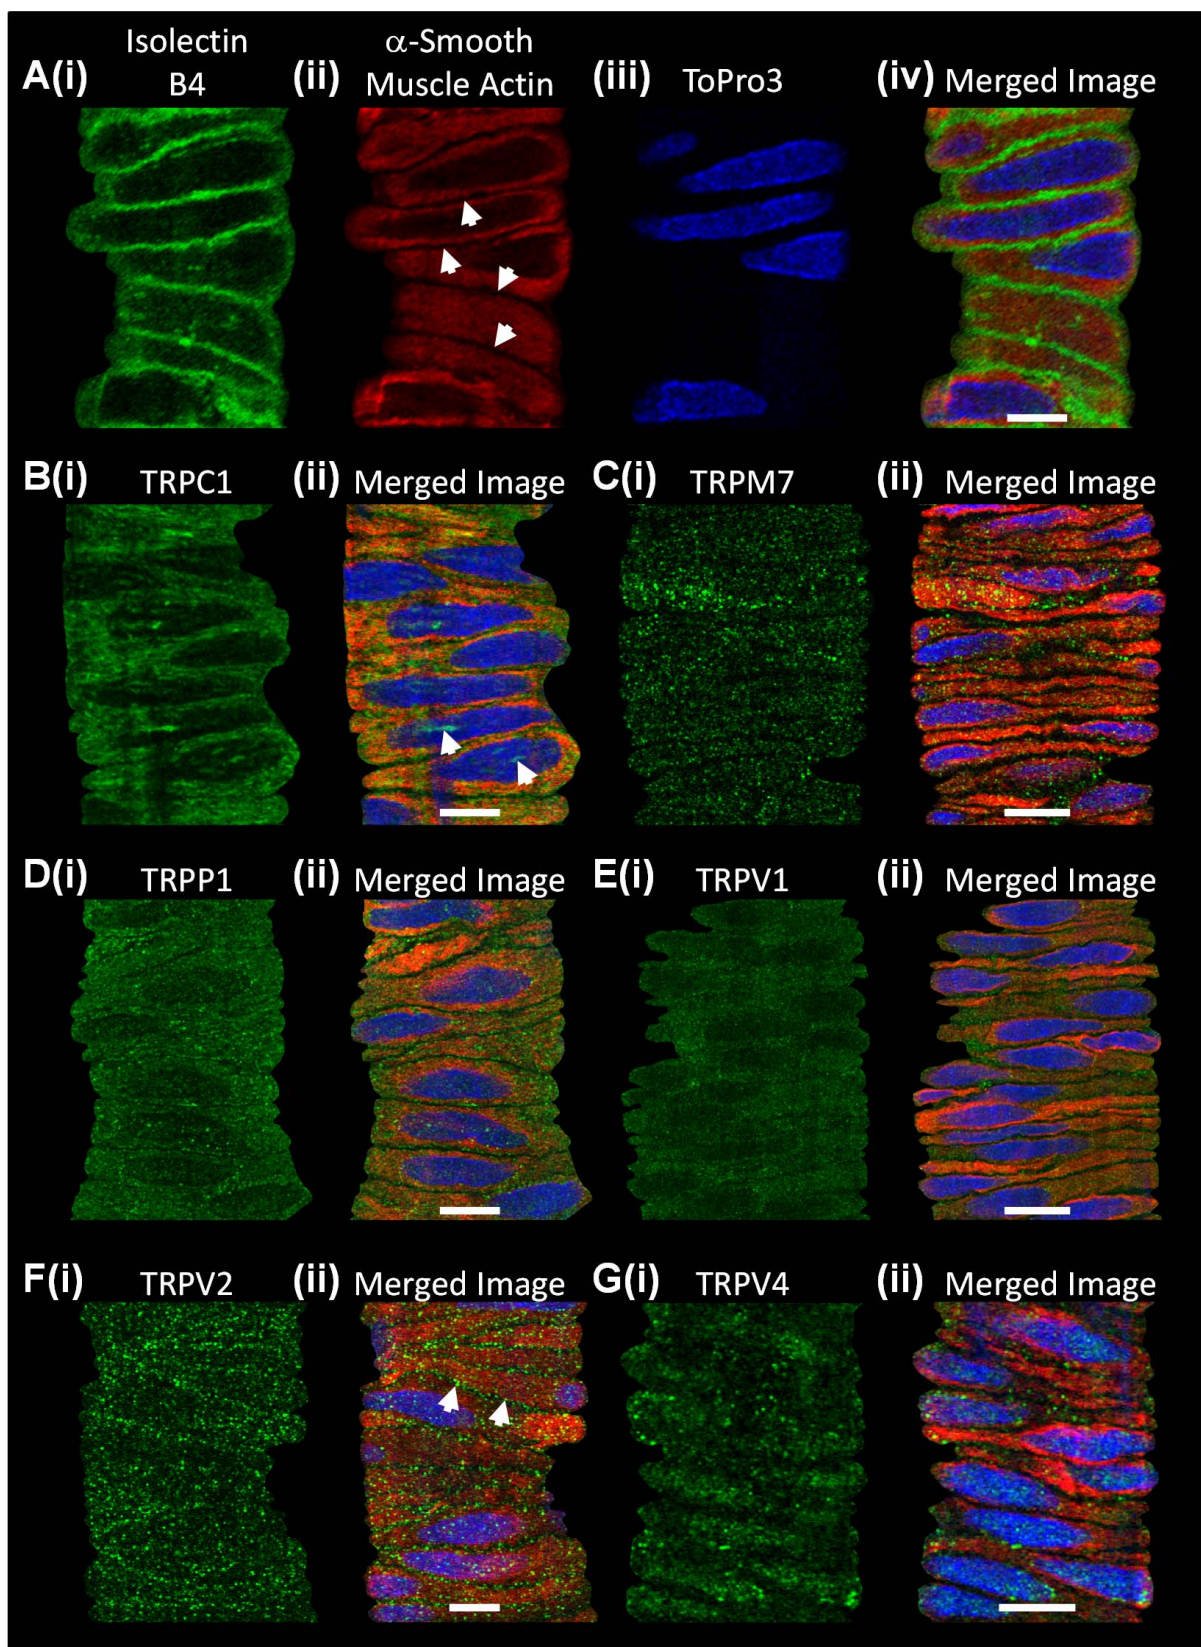 Isolectin
B4
α-Smooth
Muscle Actin
A(i)
(ii)
(iii) ToPro3
(iv) Merged Image
B(i) TRPC1
(ii) Merged Image
C(i) TRPM7
(ii) Merged Image
D(i) TRPP1
(ii) Merged Image
E(i) TRPV1
(ii) Merged Image
F(i) TRPV2
(ii) Merged Image
G(i) TRPV4
(ii) Merged Image